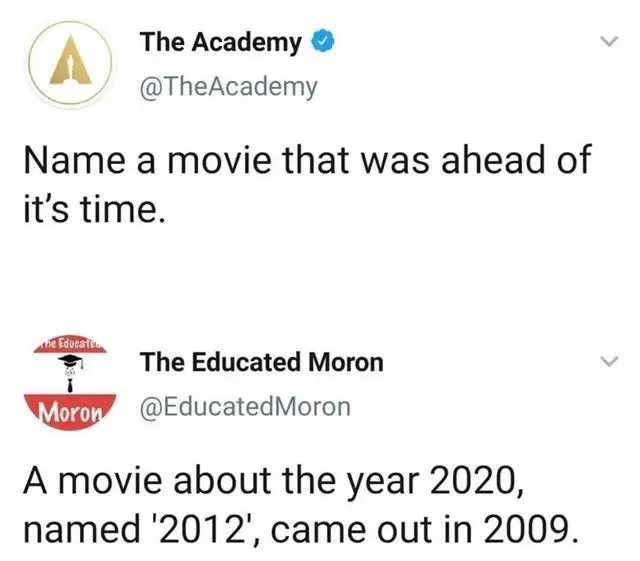 The Academy
@TheAcademy
Name a movie that was ahead of
it's time.
The Educated
Moron
The Educated Moron
@EducatedMoron
A movie about the year 2020,
named '2012', came out in 2009.